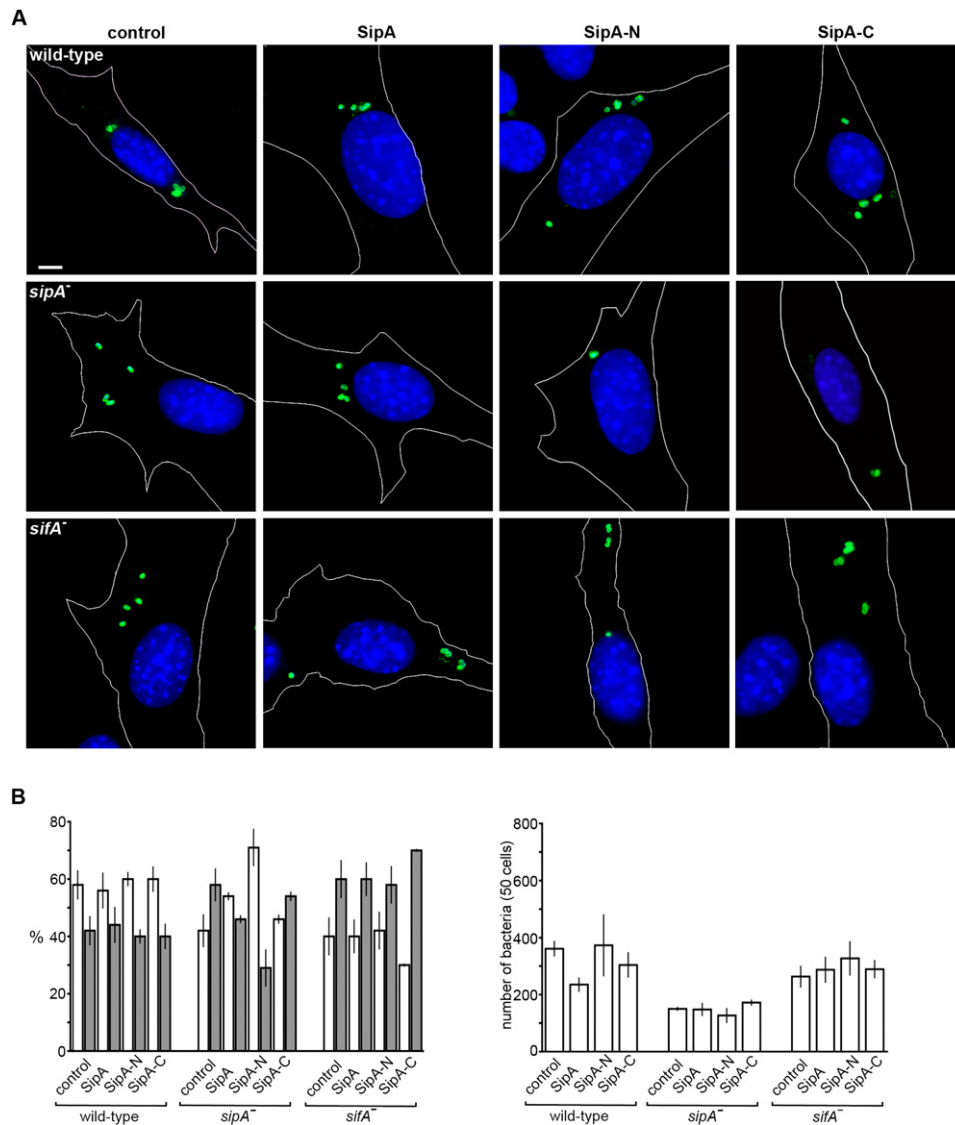 A
control SipA SipA-N SipA-C
wild-type
sipA-
sifA-
B
80
60
%
40
20
0
control SipA SipA-N SipA-C control SipA SipA-N SipA-C control SipA SipA-N SipA-C
wild-type sipA⁻ sifA⁻
number of bacteria (50 cells)
800
600
400
200
0
control SipA SipA-N SipA-C control SipA SipA-N SipA-C control SipA SipA-N SipA-C
wild-type sipA⁻ sifA⁻